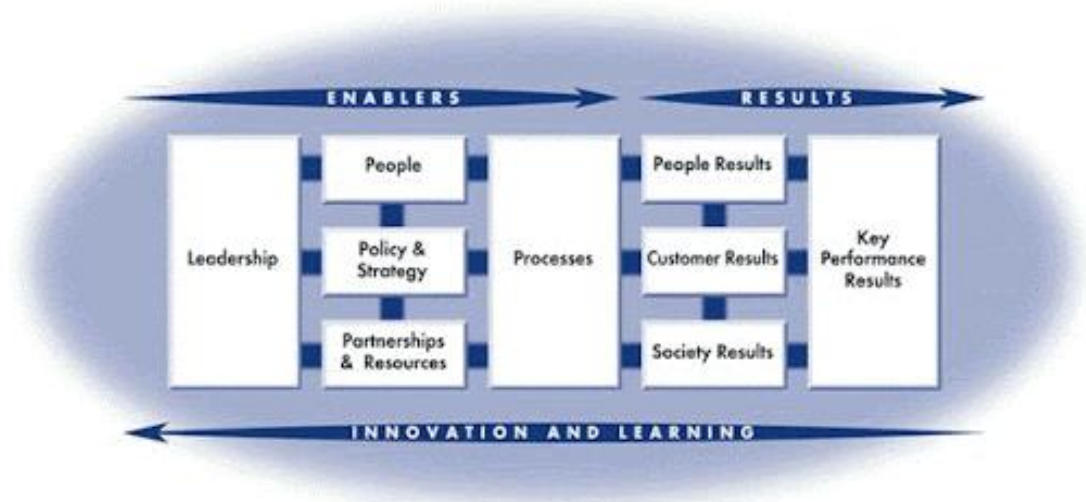 ENABLERS
RESULTS
Leadership
People
Policy &
Strategy
Partnerships
& Resources
Processes
People Results
Customer Results
Society Results
Key
Performance
Results
INNOVATION AND LEARNING